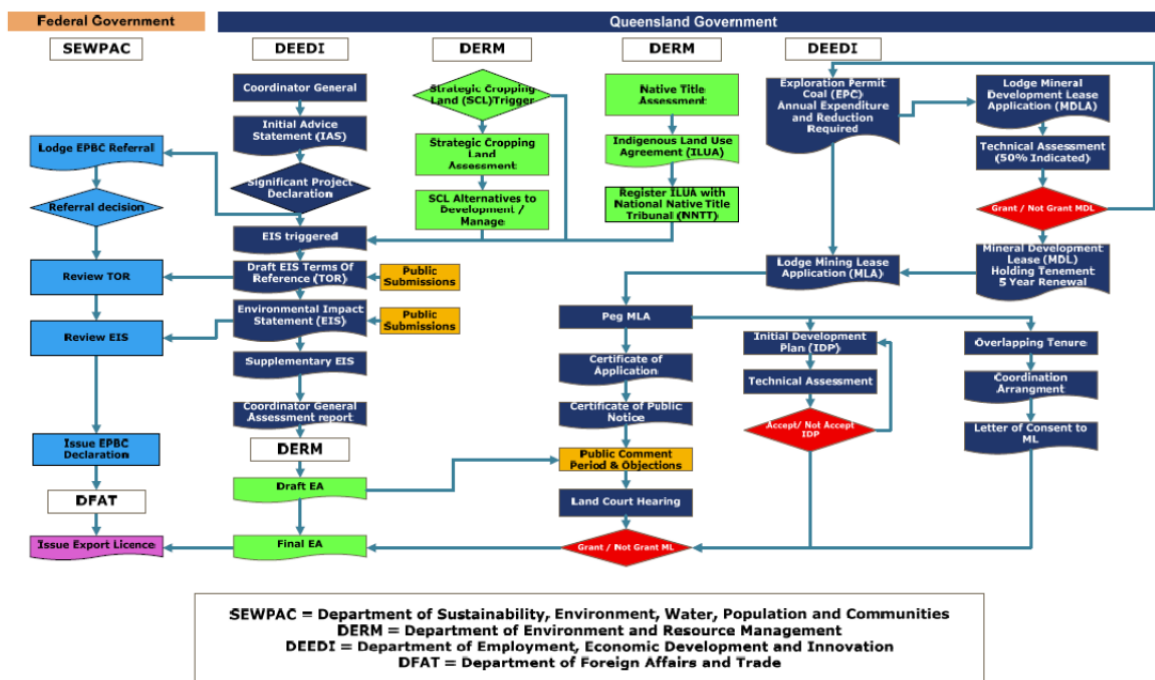 Federal Government
Queensland Government
SEWPAC
DEEDI
DERM
DERM
DEEDI
Coordinator General
Initial Advice
Statement (IAS)
Significant Project
Declaration
EIS triggered
Draft EIS Terms Of
Reference (TOR)
Public
Submissions
Environmental Impact
Statement (EIS)
Public
Submissions
Supplementary EIS
Coordinator General
Assessment report
DERM
Draft EA
Final EA
Lodge EPBC Referral
Referral decision
Review TOR
Review EIS
Issue EPBC
Declaration
DFAT
Issue Export Licence
Strategic Cropping
Land (SCL)Trigger
Strategic Cropping
Land
Assessment
SCL Alternatives to
Development /
Manage
Native Title
Assessment
Indigenous Land Use
Agreement (ILUA)
Register ILUA with
National Native Title
Tribunal (NNTT)
Exploration Permit
Coal (EPC)
Annual Expenditure
and Reduction
Required
Lodge Mineral
Development Lease
Application (MDLA)
Technical Assessment
(50% Indicated)
Grant / Not Grant MDL
Mineral Development
Lease (MDL)
Holding Tenement
5 Year Renewal
Lodge Mining Lease
Application (MLA)
Peg MLA
Certificate of
Application
Certificate of Public
Notice
Public Comment
Period & Objections
Land Court Hearing
Grant / Not Grant ML
Initial Development
Plan (IDP)
Technical Assessment
Accept/ Not Accept
IDP
Overlapping Tenure
Coordination
Arrangment
Letter of Consent to
ML
SEWPAC = Department of Sustainability, Environment, Water, Population and Communities
DERM = Department of Environment and Resource Management
DEEDI = Department of Employment, Economic Development and Innovation
DFAT = Department of Foreign Affairs and Trade